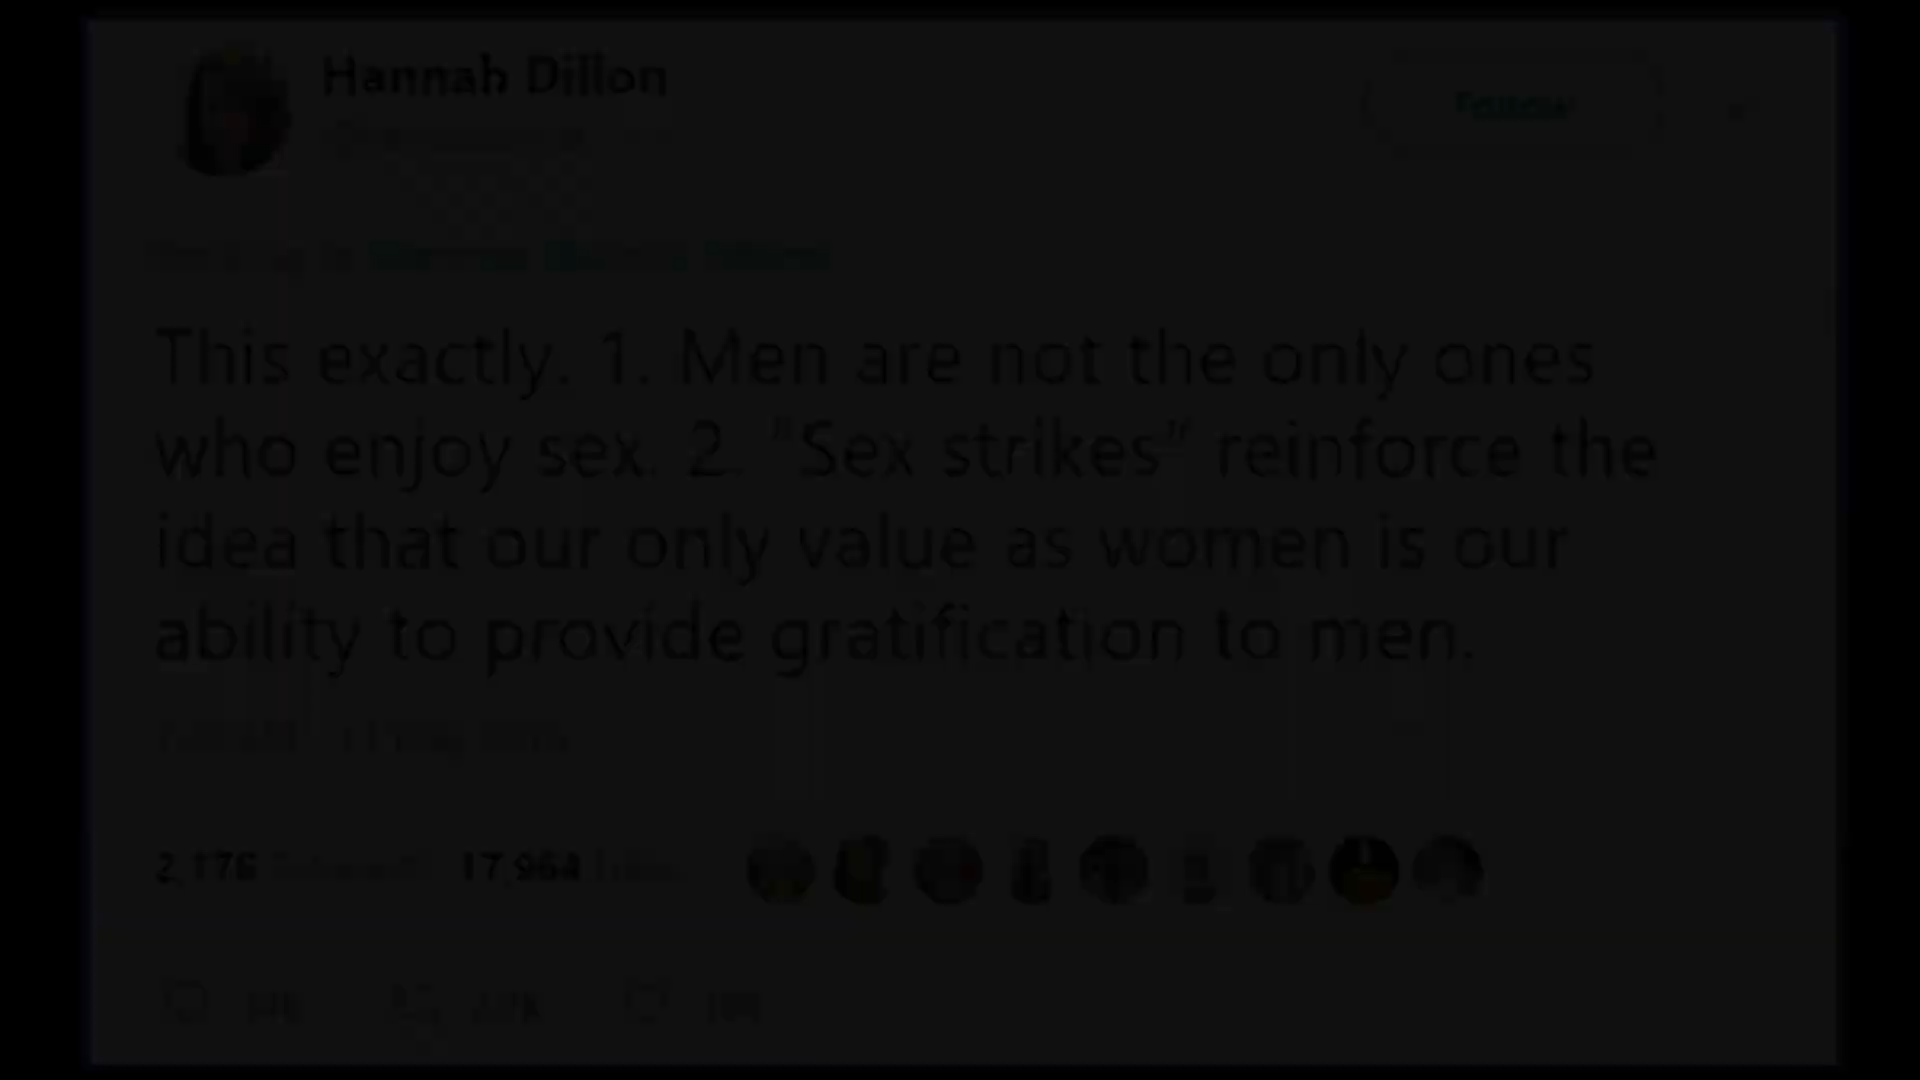 Hannah Dillon
Follow
This exactly. 1. Men are not the only ones
who enjoy sex. 2. "Sex strikes" reinforce the
idea that our only value as women is our
ability to provide gratification to men.
2,176 17,964